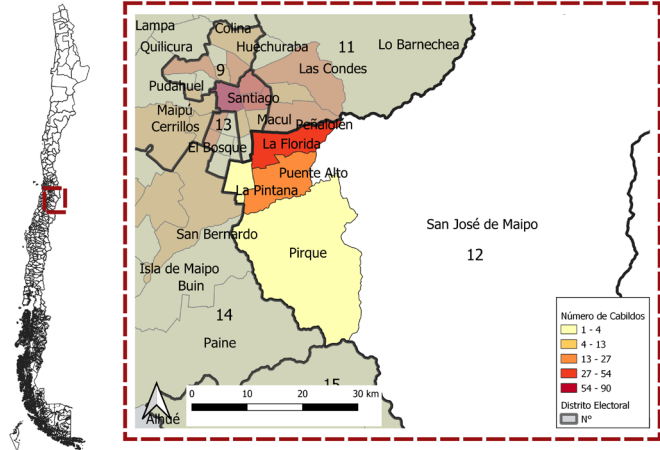 Lampa
Colina
Quilicura
Huechuraba
11
Lo Barnechea
9
Las Condes
Pudahuel
Santiago
Maipú
Macul
Cerrillos
13
Peñalolén
El Bosque
La Florida
Puente Alto
La Pintana
San Bernardo
San José de Maipo
12
Pirque
Isla de Maipo
Buin
14
Paine
15
Alhué
0 10 20 30 km
Número de Cabildos
1 - 4
4 - 13
13 - 27
27 - 54
54 - 90
Distrito Electoral
Nº